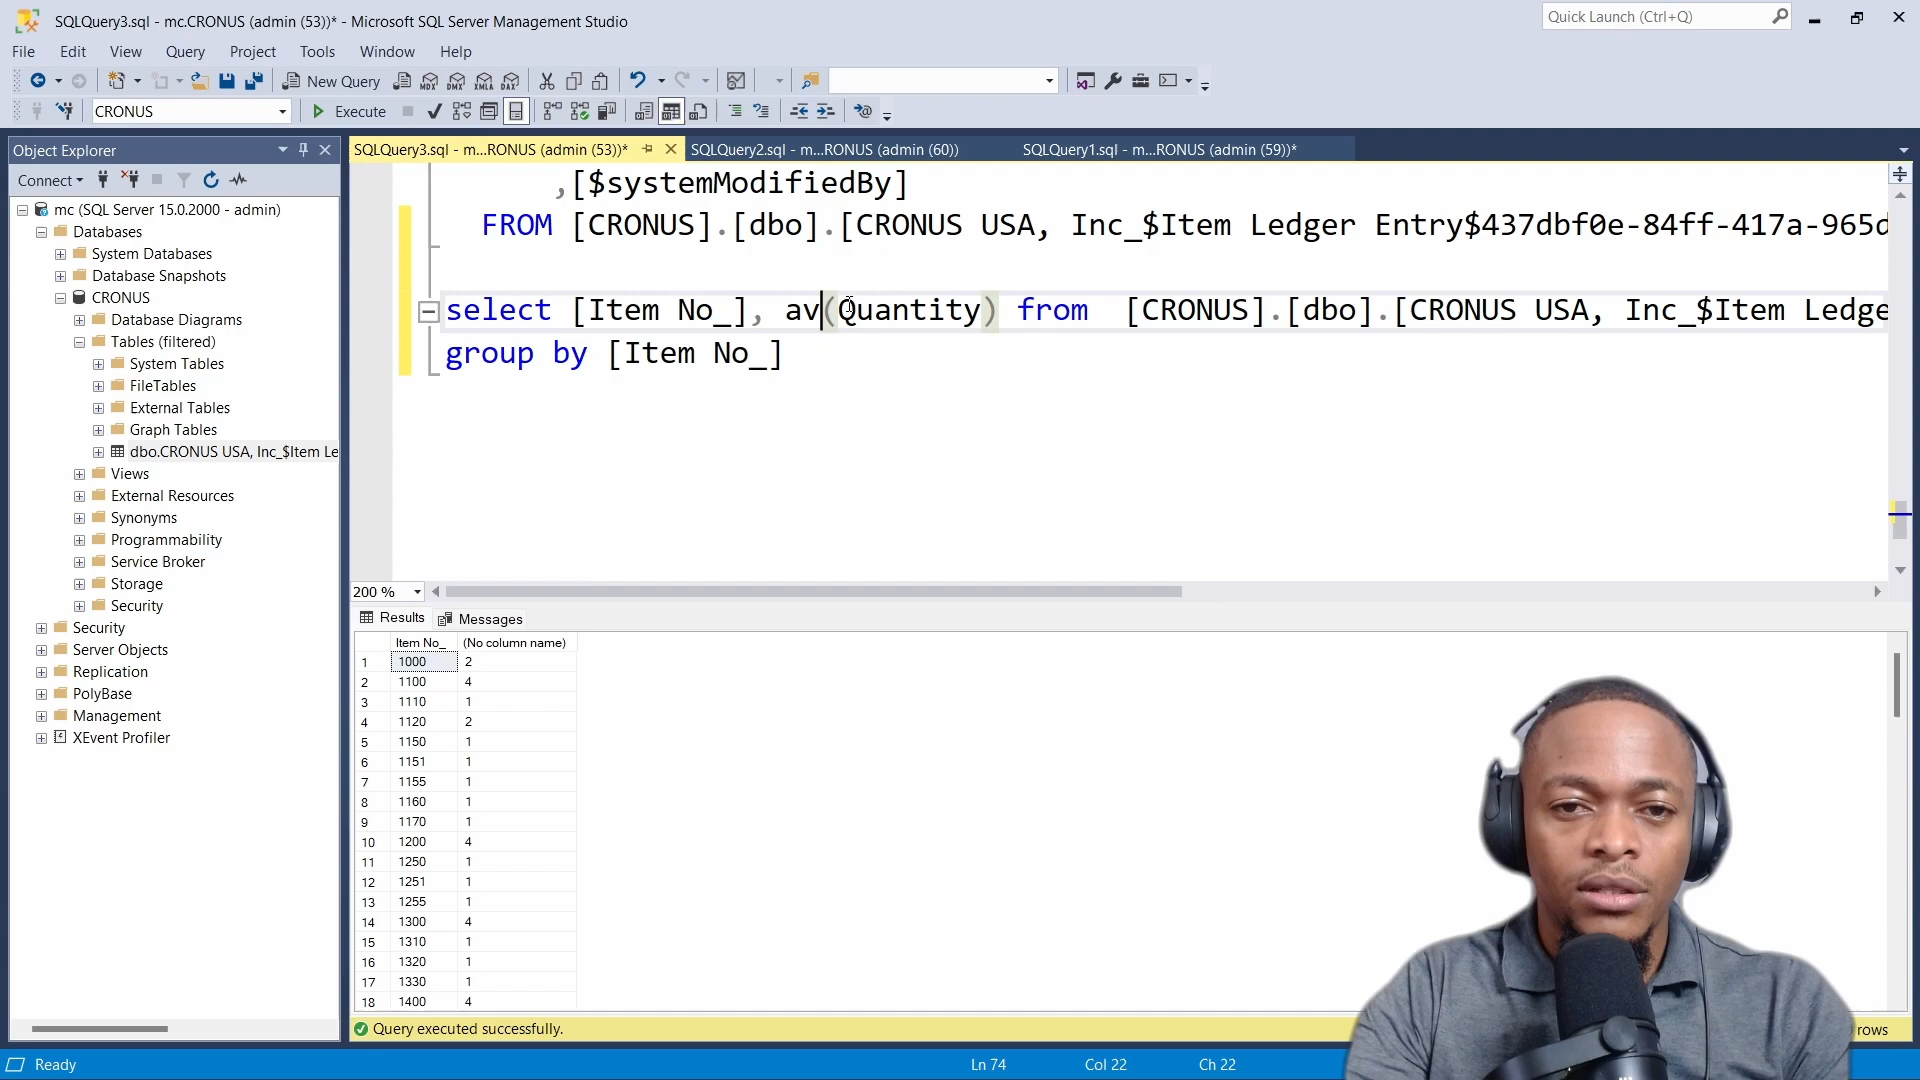 SQLQuery3.sql - mc.CRONUS (admin (53))* - Microsoft SQL Server Management Studio
Quick Launch (Ctrl+Q)
File Edit View Query Project Tools Window Help
New Query
MDX DMX XMLA DAX
CRONUS
Execute
Object Explorer
Connect
mc (SQL Server 15.0.2000 - admin)
Databases
System Databases
Database Snapshots
CRONUS
Database Diagrams
Tables (filtered)
System Tables
FileTables
External Tables
Graph Tables
dbo.CRONUS USA, Inc_$Item Le
Views
External Resources
Synonyms
Programmability
Service Broker
Storage
Security
Security
Server Objects
Replication
PolyBase
Management
XEvent Profiler
SQLQuery3.sql - m...RONUS (admin (53))*
SQLQuery2.sql - m...RONUS (admin (60))
SQLQuery1.sql - m...RONUS (admin (59))*
,[$systemModifiedBy]
FROM [CRONUS].[dbo].[CRONUS USA, Inc_$Item Ledger Entry$437dbf0e-84ff-417a-965d
select [Item No_], av(Quantity) from  [CRONUS].[dbo].[CRONUS USA, Inc_$Item Ledge
group by [Item No_]
200 %
Results Messages
Item No_ (No column name)
1 1000 2
2 1100 4
3 1110 1
4 1120 2
5 1150 1
6 1151 1
7 1155 1
8 1160 1
9 1170 1
10 1200 4
11 1250 1
12 1251 1
13 1255 1
14 1300 4
15 1310 1
16 1320 1
17 1330 1
18 1400 4
Query executed successfully.
rows
Ready
Ln 74
Col 22
Ch 22